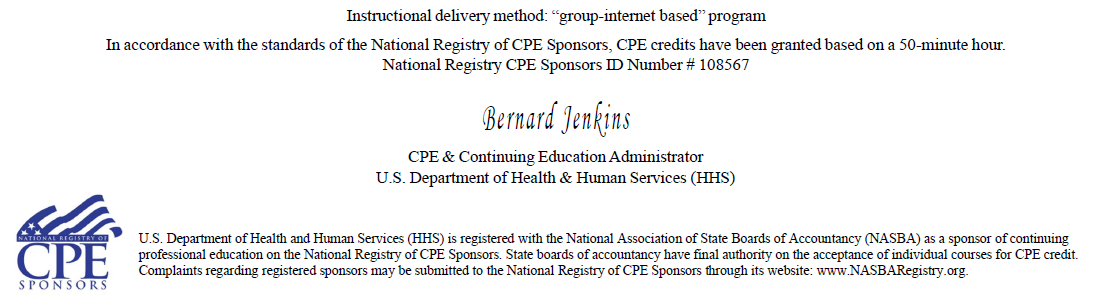 Instructional delivery method: “group-internet based” program
In accordance with the standards of the National Registry of CPE Sponsors, CPE credits have been granted based on a 50-minute hour.
National Registry CPE Sponsors ID Number # 108567
Bernard Jenkins
CPE & Continuing Education Administrator
U.S. Department of Health & Human Services (HHS)
NATIONAL REGISTRY OF
CPE
SPONSORS
U.S. Department of Health and Human Services (HHS) is registered with the National Association of State Boards of Accountancy (NASBA) as a sponsor of continuing
professional education on the National Registry of CPE Sponsors. State boards of accountancy have final authority on the acceptance of individual courses for CPE credit.
Complaints regarding registered sponsors may be submitted to the National Registry of CPE Sponsors through its website: www.NASBARegistry.org.